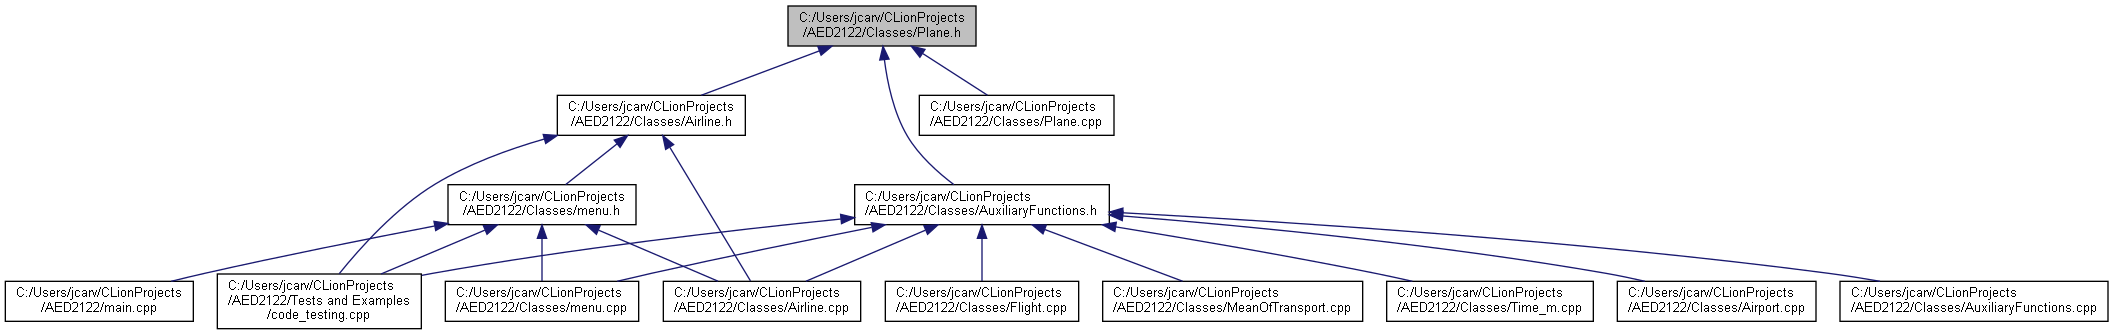 C:/Users/jcarv/CLionProjects
/AED2122/Classes/Plane.h
C:/Users/jcarv/CLionProjects
/AED2122/Classes/Airline.h
C:/Users/jcarv/CLionProjects
/AED2122/Classes/Plane.cpp
C:/Users/jcarv/CLionProjects
/AED2122/Classes/menu.h
C:/Users/jcarv/CLionProjects
/AED2122/Classes/AuxiliaryFunctions.h
C:/Users/jcarv/CLionProjects
/AED2122/main.cpp
C:/Users/jcarv/CLionProjects
/AED2122/Tests and Examples
/code_testing.cpp
C:/Users/jcarv/CLionProjects
/AED2122/Classes/menu.cpp
C:/Users/jcarv/CLionProjects
/AED2122/Classes/Airline.cpp
C:/Users/jcarv/CLionProjects
/AED2122/Classes/Flight.cpp
C:/Users/jcarv/CLionProjects
/AED2122/Classes/MeanOfTransport.cpp
C:/Users/jcarv/CLionProjects
/AED2122/Classes/Time_m.cpp
C:/Users/jcarv/CLionProjects
/AED2122/Classes/Airport.cpp
C:/Users/jcarv/CLionProjects
/AED2122/Classes/AuxiliaryFunctions.cpp